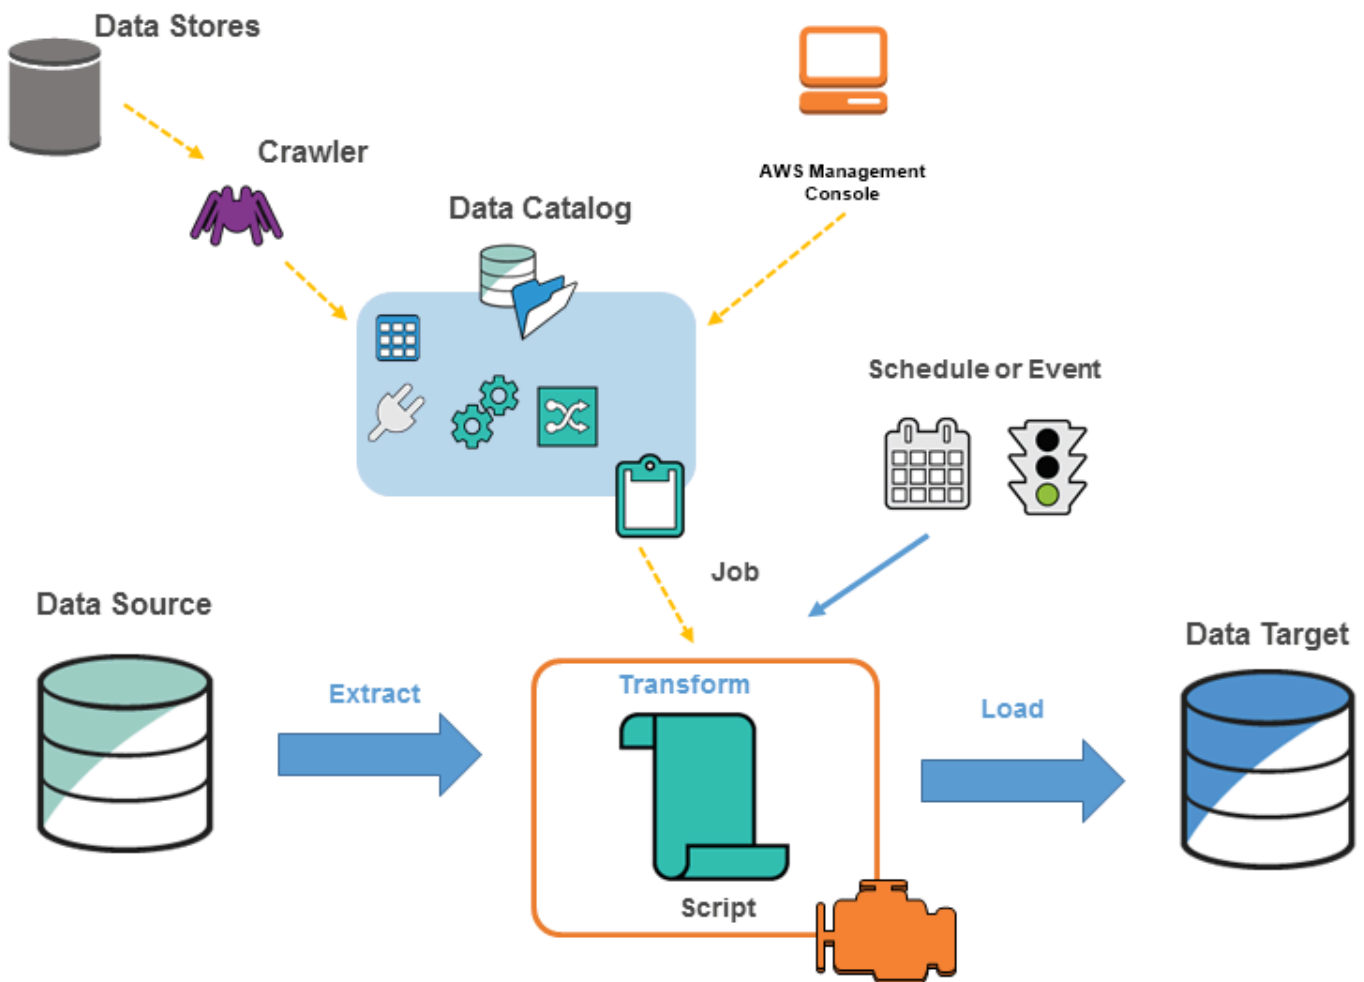 Data Stores
Crawler
AWS Management
Console
Data Catalog
Schedule or Event
Job
Data Source
Data Target
Extract
Transform
Load
Script